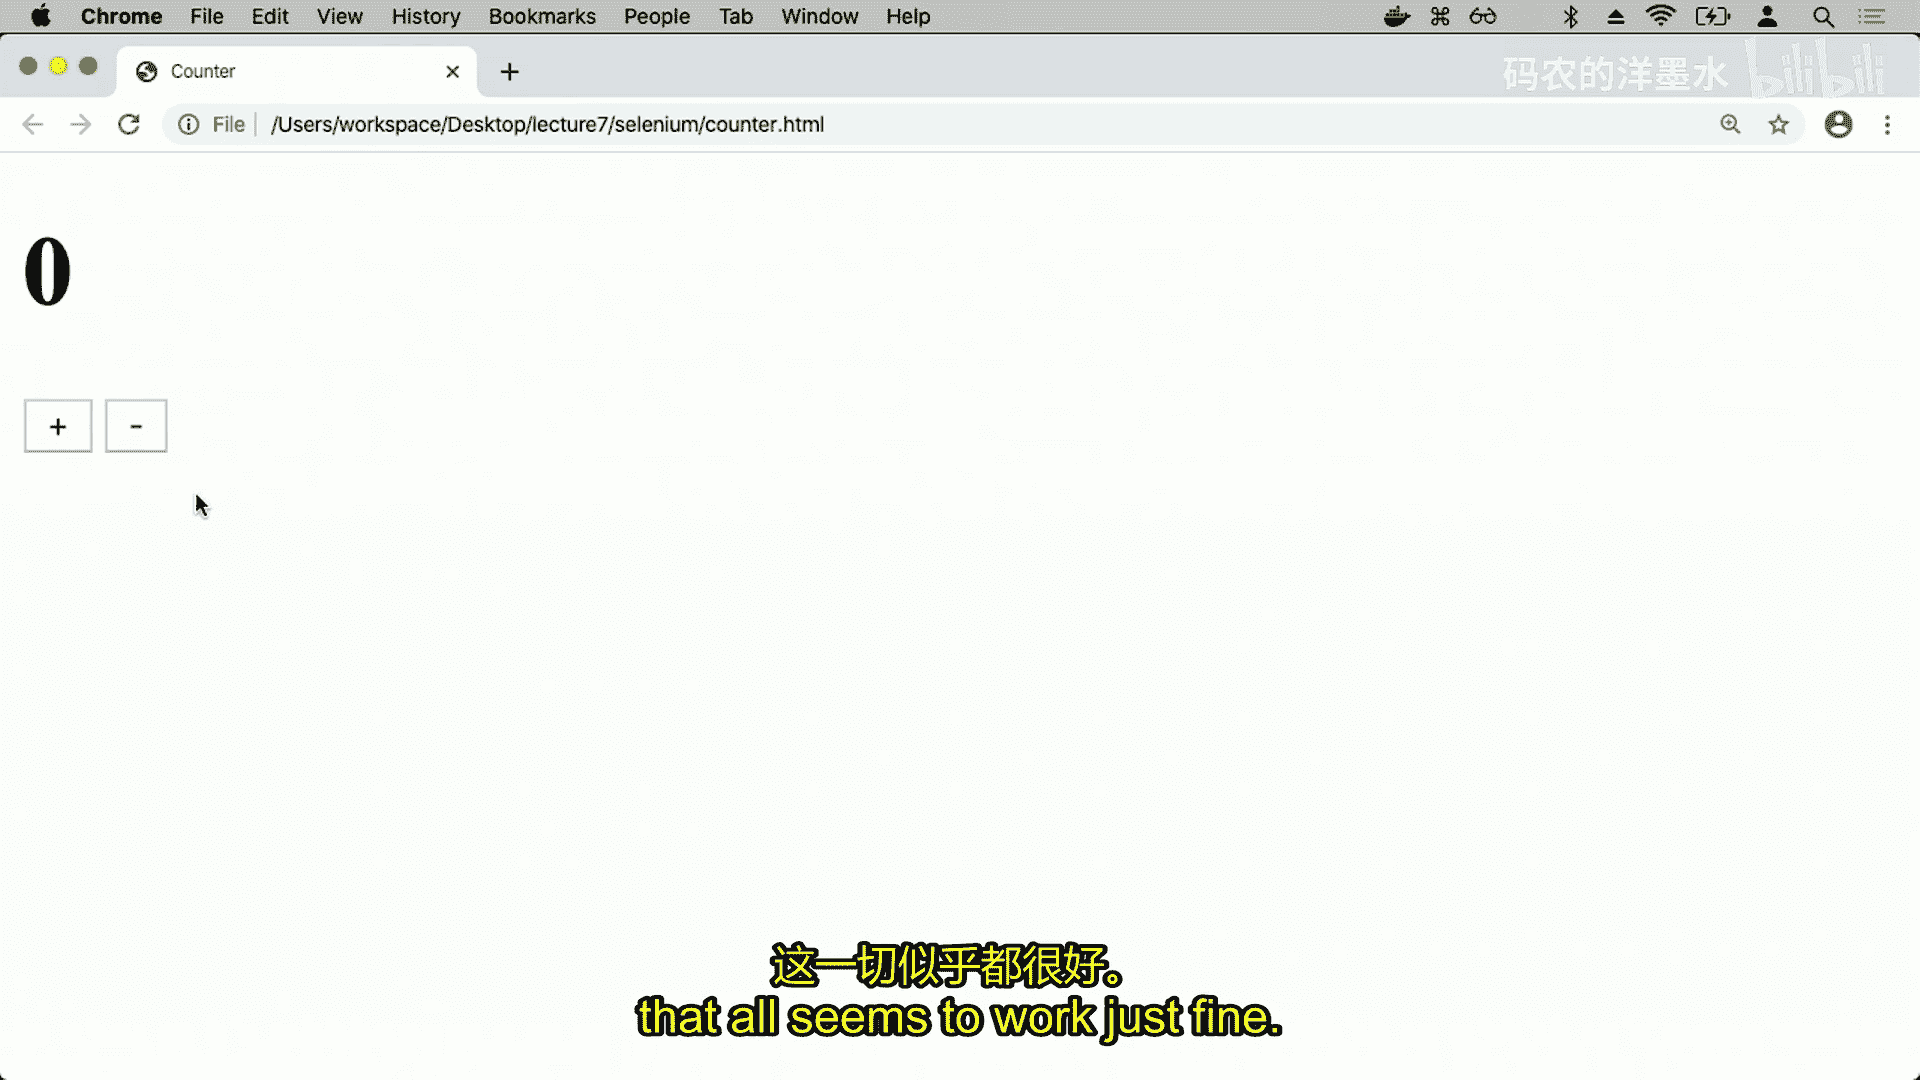 Chrome File Edit View History Bookmarks People Tab Window Help
Counter
码农的洋墨水 bilibili
File /Users/workspace/Desktop/lecture7/selenium/counter.html
0
+ -
这一切似乎都很好。
that all seems to work just fine.